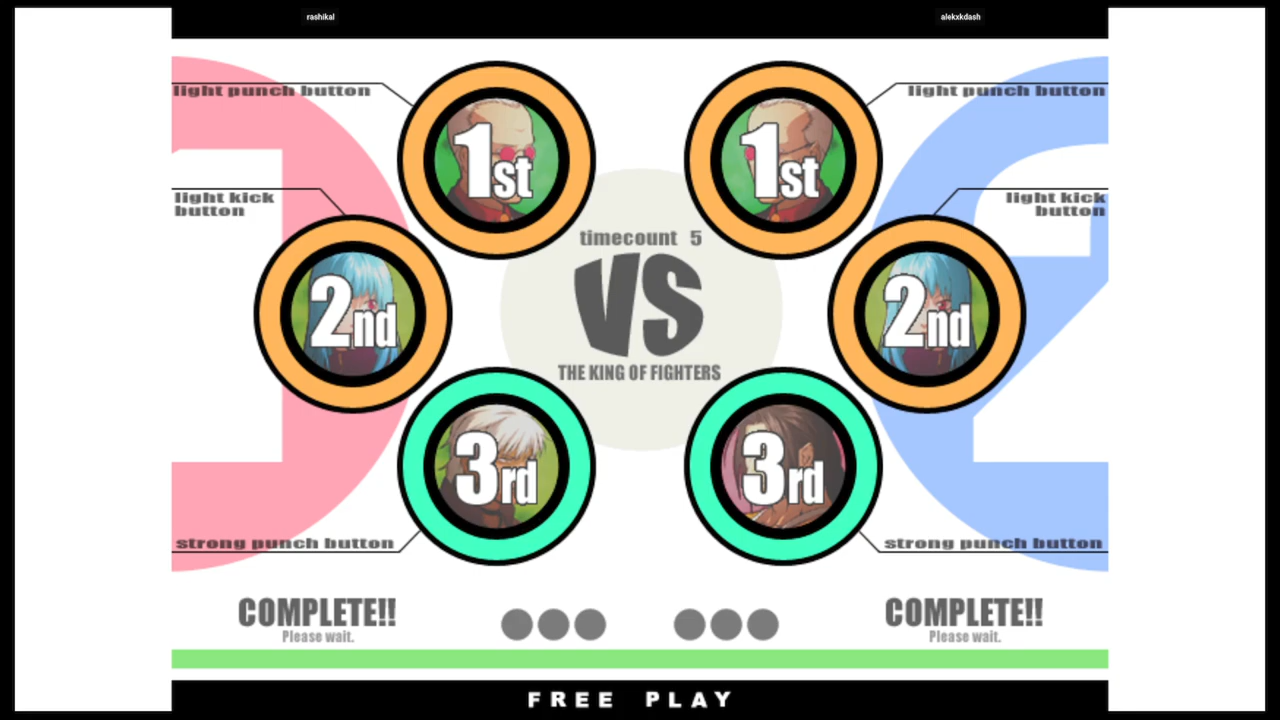 rashikal
alekxkdash
light punch button
light punch button
1st
1st
light kick
button
light kick
button
timecount 5
VS
THE KING OF FIGHTERS
2nd
2nd
3rd
3rd
strong punch button
strong punch button
COMPLETE!!
Please wait.
COMPLETE!!
Please wait.
FREE PLAY